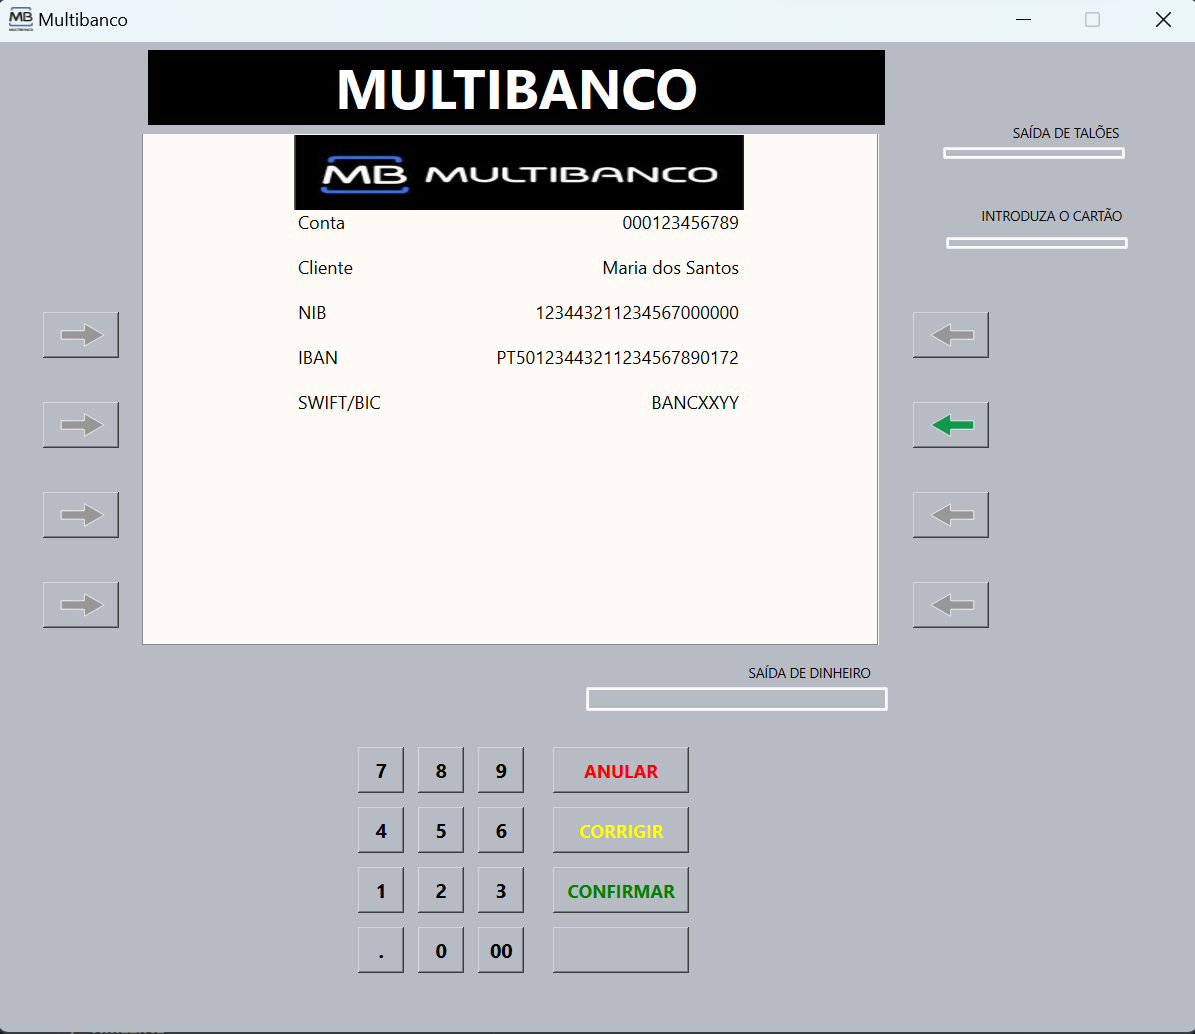 MB Multibanco
MULTIBANCO
MB MULTIBANCO
SAÍDA DE TALÕES
INTRODUZA O CARTÃO
Conta 000123456789
Cliente Maria dos Santos
NIB 123443211234567000000
IBAN PT50123443211234567890172
SWIFT/BIC BANCXXYY
SAÍDA DE DINHEIRO
7 8 9 ANULAR
4 5 6 CORRIGIR
1 2 3 CONFIRMAR
. 0 00